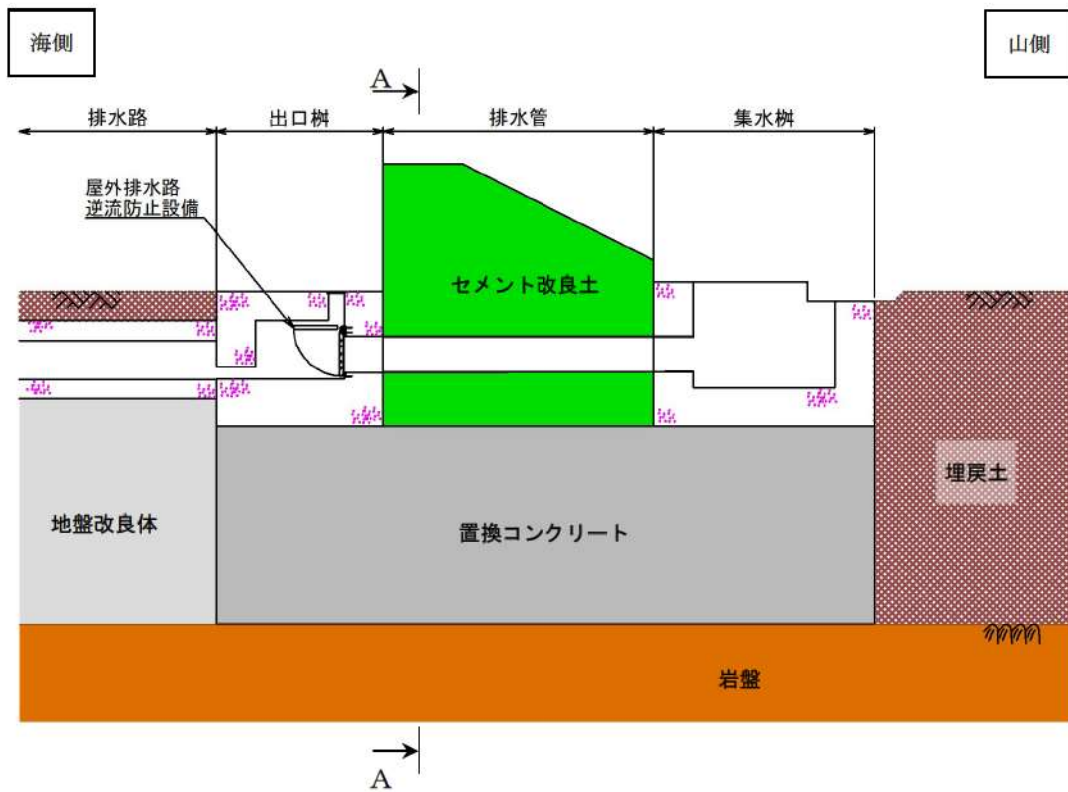 海側
山側
A
排水路
出口桝
排水管
集水桝
屋外排水路
逆流防止設備
セメント改良土
埋戻土
地盤改良体
置換コンクリート
岩盤
A